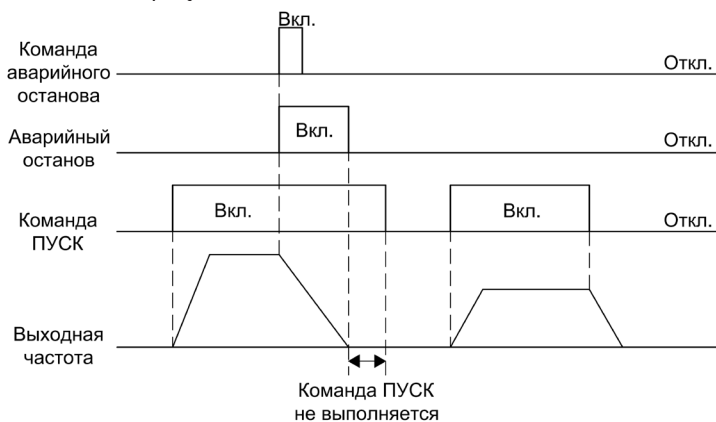 Вкл.
Команда
аварийного
останова
Откл.
Аварийный
останов
Вкл.
Откл.
Команда
ПУСК
Вкл.
Вкл.
Откл.
Выходная
частота
Команда ПУСК
не выполняется